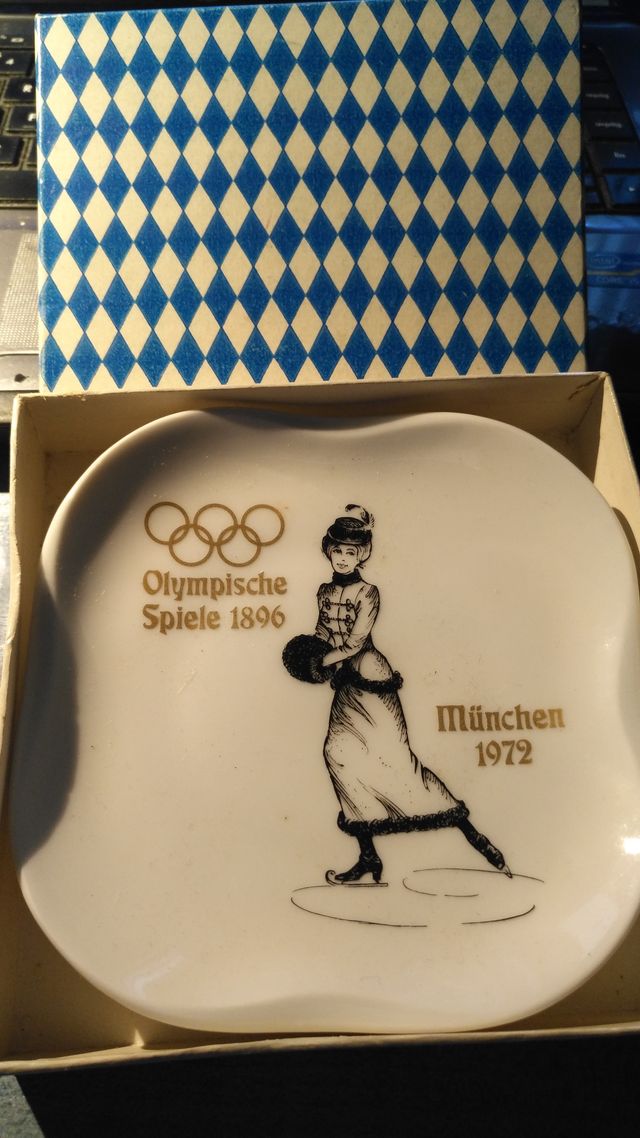 Olympische
Spiele 1896
München
1972